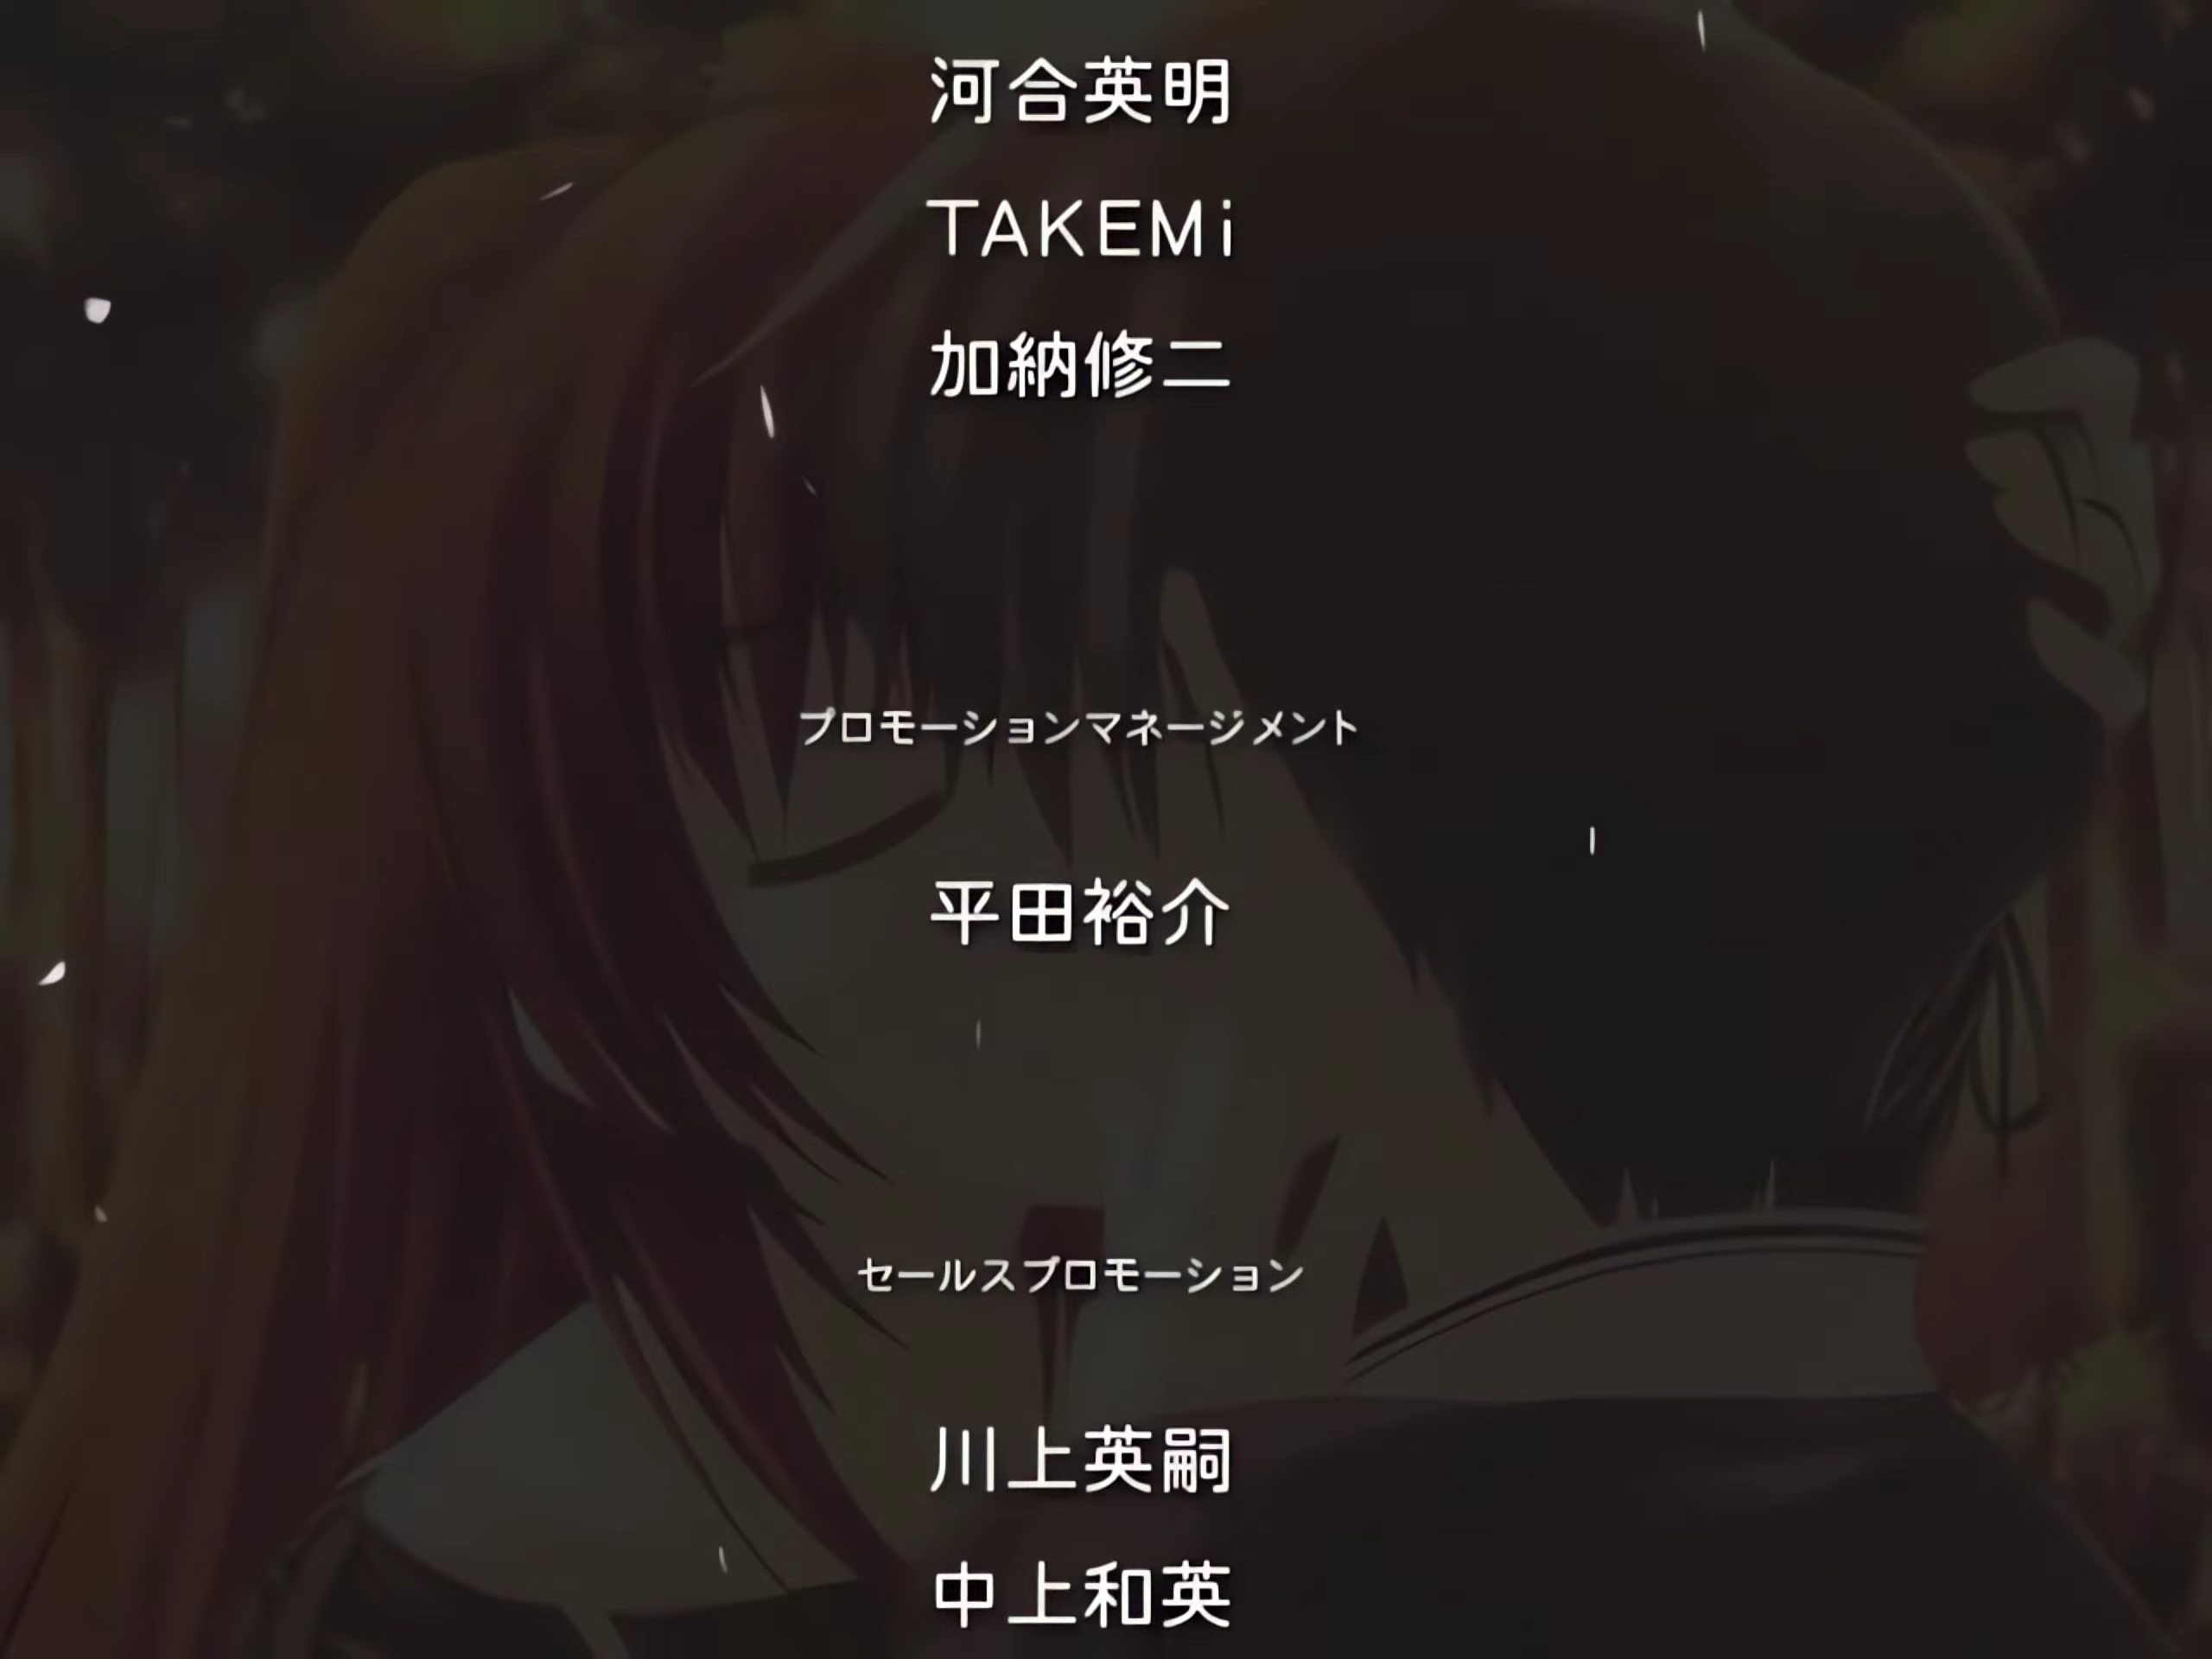 河合英明
TAKEMi
加納修二
プロモーションマネージメント
平田裕介
セールスプロモーション
川上英嗣
中上和英